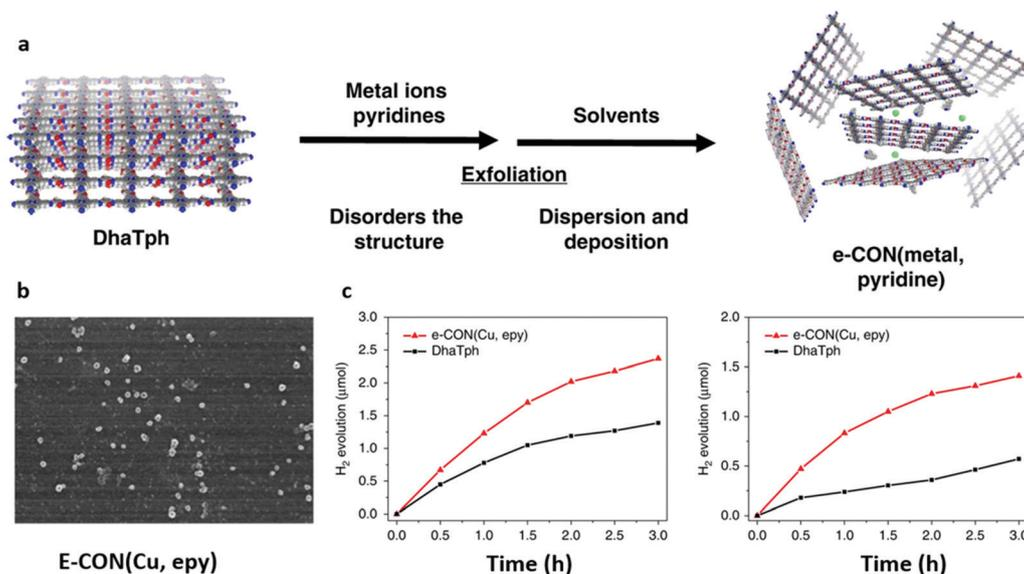 a
Metal ions
pyridines
Solvents
Exfoliation
Disorders the
structure
Dispersion and
deposition
DhaTph
e-CON(metal,
pyridine)
b
E-CON(Cu, epy)
c
3.0
2.5
2.0
1.5
1.0
0.5
0.0
H2 evolution (μmol)
e-CON(Cu, epy)
DhaTph
0.0 0.5 1.0 1.5 2.0 2.5 3.0
Time (h)
2.0
1.5
1.0
0.5
0.0
H2 evolution (μmol)
e-CON(Cu, epy)
DhaTph
0.0 0.5 1.0 1.5 2.0 2.5 3.0
Time (h)